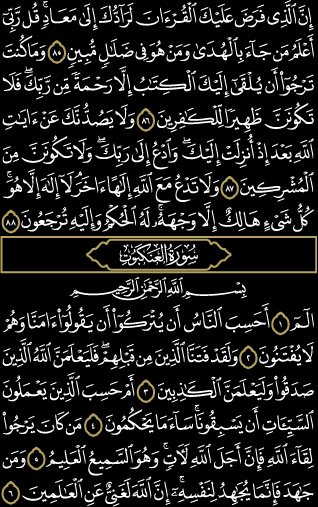 إِنَّ ٱلَّذِى فَرَضَ عَلَيْكَ ٱلْقُرْءَانَ لَرَآدُّكَ إِلَىٰ مَعَادٍ ۚ قُل رَّبِّىٓ
أَعْلَمُ مَن جَآءَ بِٱلْهُدَىٰ وَمَنْ هُوَ فِى ضَلَـٰلٍ مُّبِينٍ ٨٥ وَمَا كُنتَ
تَرْجُوٓا۟ أَن يُلْقَىٰٓ إِلَيْكَ ٱلْكِتَـٰبُ إِلَّا رَحْمَةً مِّن رَّبِّكَ ۖ فَلَا
تَكُونَنَّ ظَهِيرًا لِّلْكَـٰفِرِينَ ٨٦ وَلَا يَصُدُّنَّكَ عَنْ ءَايَـٰتِ
ٱللَّهِ بَعْدَ إِذْ أُنزِلَتْ إِلَيْكَ ۖ وَٱدْعُ إِلَىٰ رَبِّكَ ۖ وَلَا تَكُونَنَّ مِنَ
ٱلْمُشْرِكِينَ ٨٧ وَلَا تَدْعُ مَعَ ٱللَّهِ إِلَـٰهًا ءَاخَرَ ۘ لَآ إِلَـٰهَ إِلَّا هُوَ ۚ
كُلُّ شَىْءٍ هَالِكٌ إِلَّا وَجْهَهُۥ ۚ لَهُ ٱلْحُكْمُ وَإِلَيْهِ تُرْجَعُونَ ٨٨
سُورَةُ العَنكَبُوتِ
بِسْمِ ٱللَّهِ ٱلرَّحْمَـٰنِ ٱلرَّحِيمِ
الٓمٓ ١ أَحَسِبَ ٱلنَّاسُ أَن يُتْرَكُوٓا۟ أَن يَقُولُوٓا۟ ءَامَنَّا وَهُمْ
لَا يُفْتَنُونَ ٢ وَلَقَدْ فَتَنَّا ٱلَّذِينَ مِن قَبْلِهِمْ ۖ فَلَيَعْلَمَنَّ ٱللَّهُ ٱلَّذِينَ
صَدَقُوا۟ وَلَيَعْلَمَنَّ ٱلْكَـٰذِبِينَ ٣ أَمْ حَسِبَ ٱلَّذِينَ يَعْمَلُونَ
ٱلسَّيِّـَٔاتِ أَن يَسْبِقُونَا ۚ سَآءَ مَا يَحْكُمُونَ ٤ مَن كَانَ يَرْجُوا۟
لِقَآءَ ٱللَّهِ فَإِنَّ أَجَلَ ٱللَّهِ لَـَٔاتٍ ۚ وَهُوَ ٱلسَّمِيعُ ٱلْعَلِيمُ ٥ وَمَن
جَـٰهَدَ فَإِنَّمَا يُجَـٰهِدُ لِنَفْسِهِۦٓ ۚ إِنَّ ٱللَّهَ لَغَنِىٌّ عَنِ ٱلْعَـٰلَمِينَ ٦